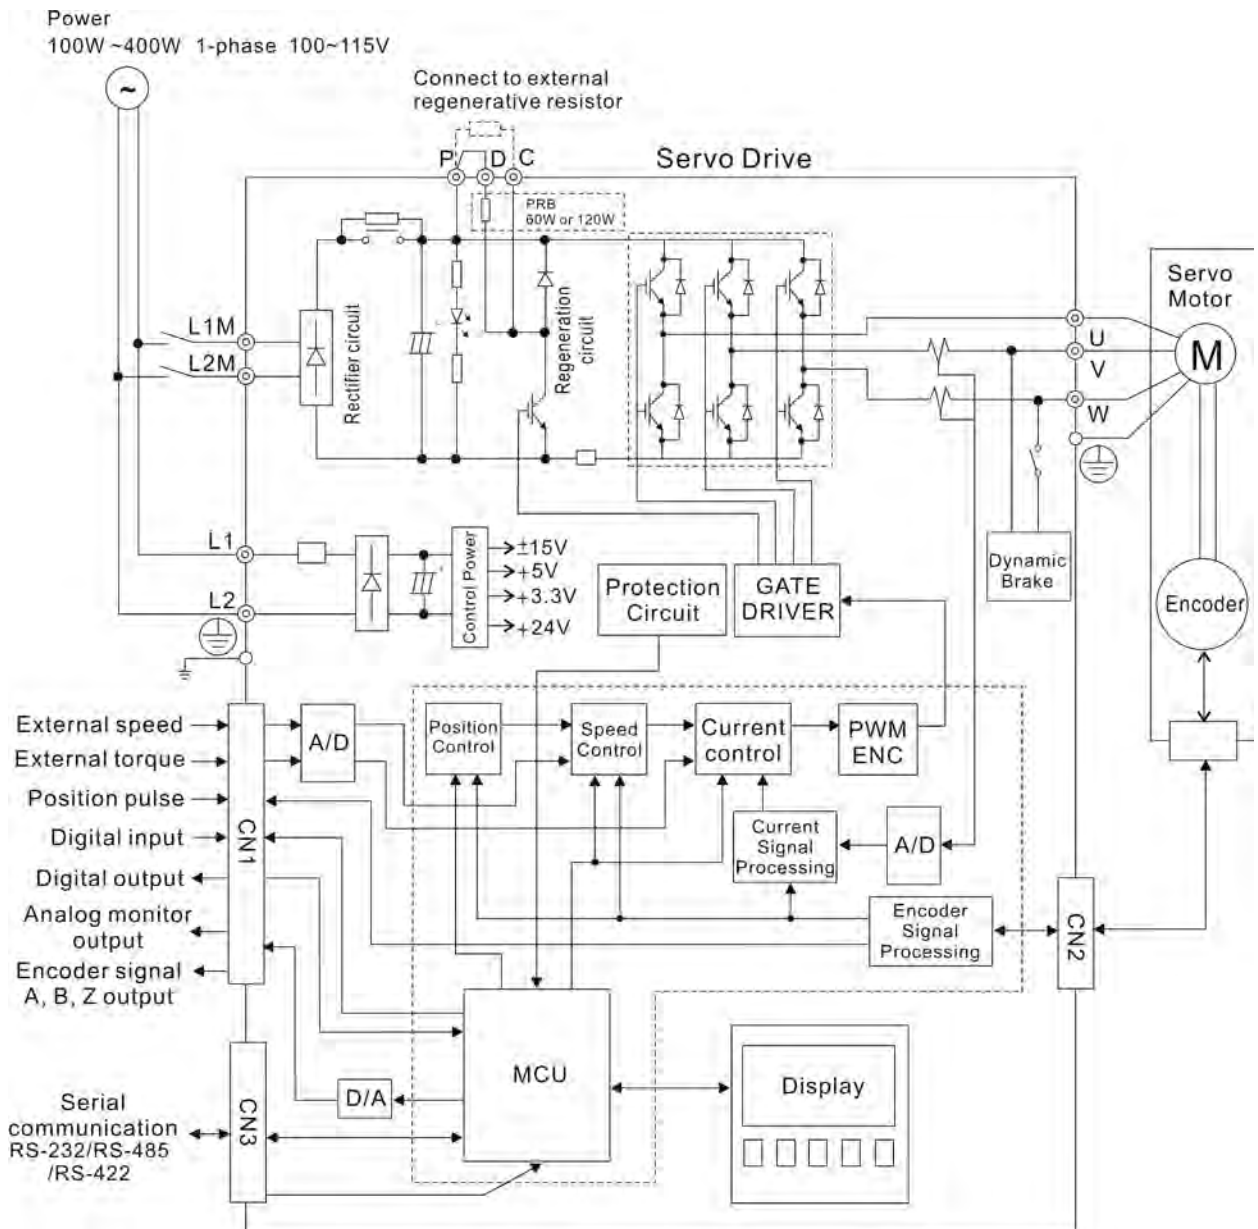 Power
100W ~400W 1-phase 100~115V
~
Connect to external
regenerative resistor
P D C
Servo Drive
PRB
60W or 120W
Servo
Motor
L1M
L2M
Rectifier circuit
Regeneration
circuit
U
V
W
M
L1
L2
Control Power
±15V
+5V
+3.3V
+24V
Protection
Circuit
GATE
DRIVER
Dynamic
Brake
Encoder
External speed
External torque
Position pulse
Digital input
Digital output
Analog monitor
output
Encoder signal
A, B, Z output
CN1
A/D
Position
Control
Speed
Control
Current
control
PWM
ENC
Current
Signal
Processing
A/D
Encoder
Signal
Processing
CN2
MCU
D/A
Display
Serial
communication
RS-232/RS-485
/RS-422
CN3